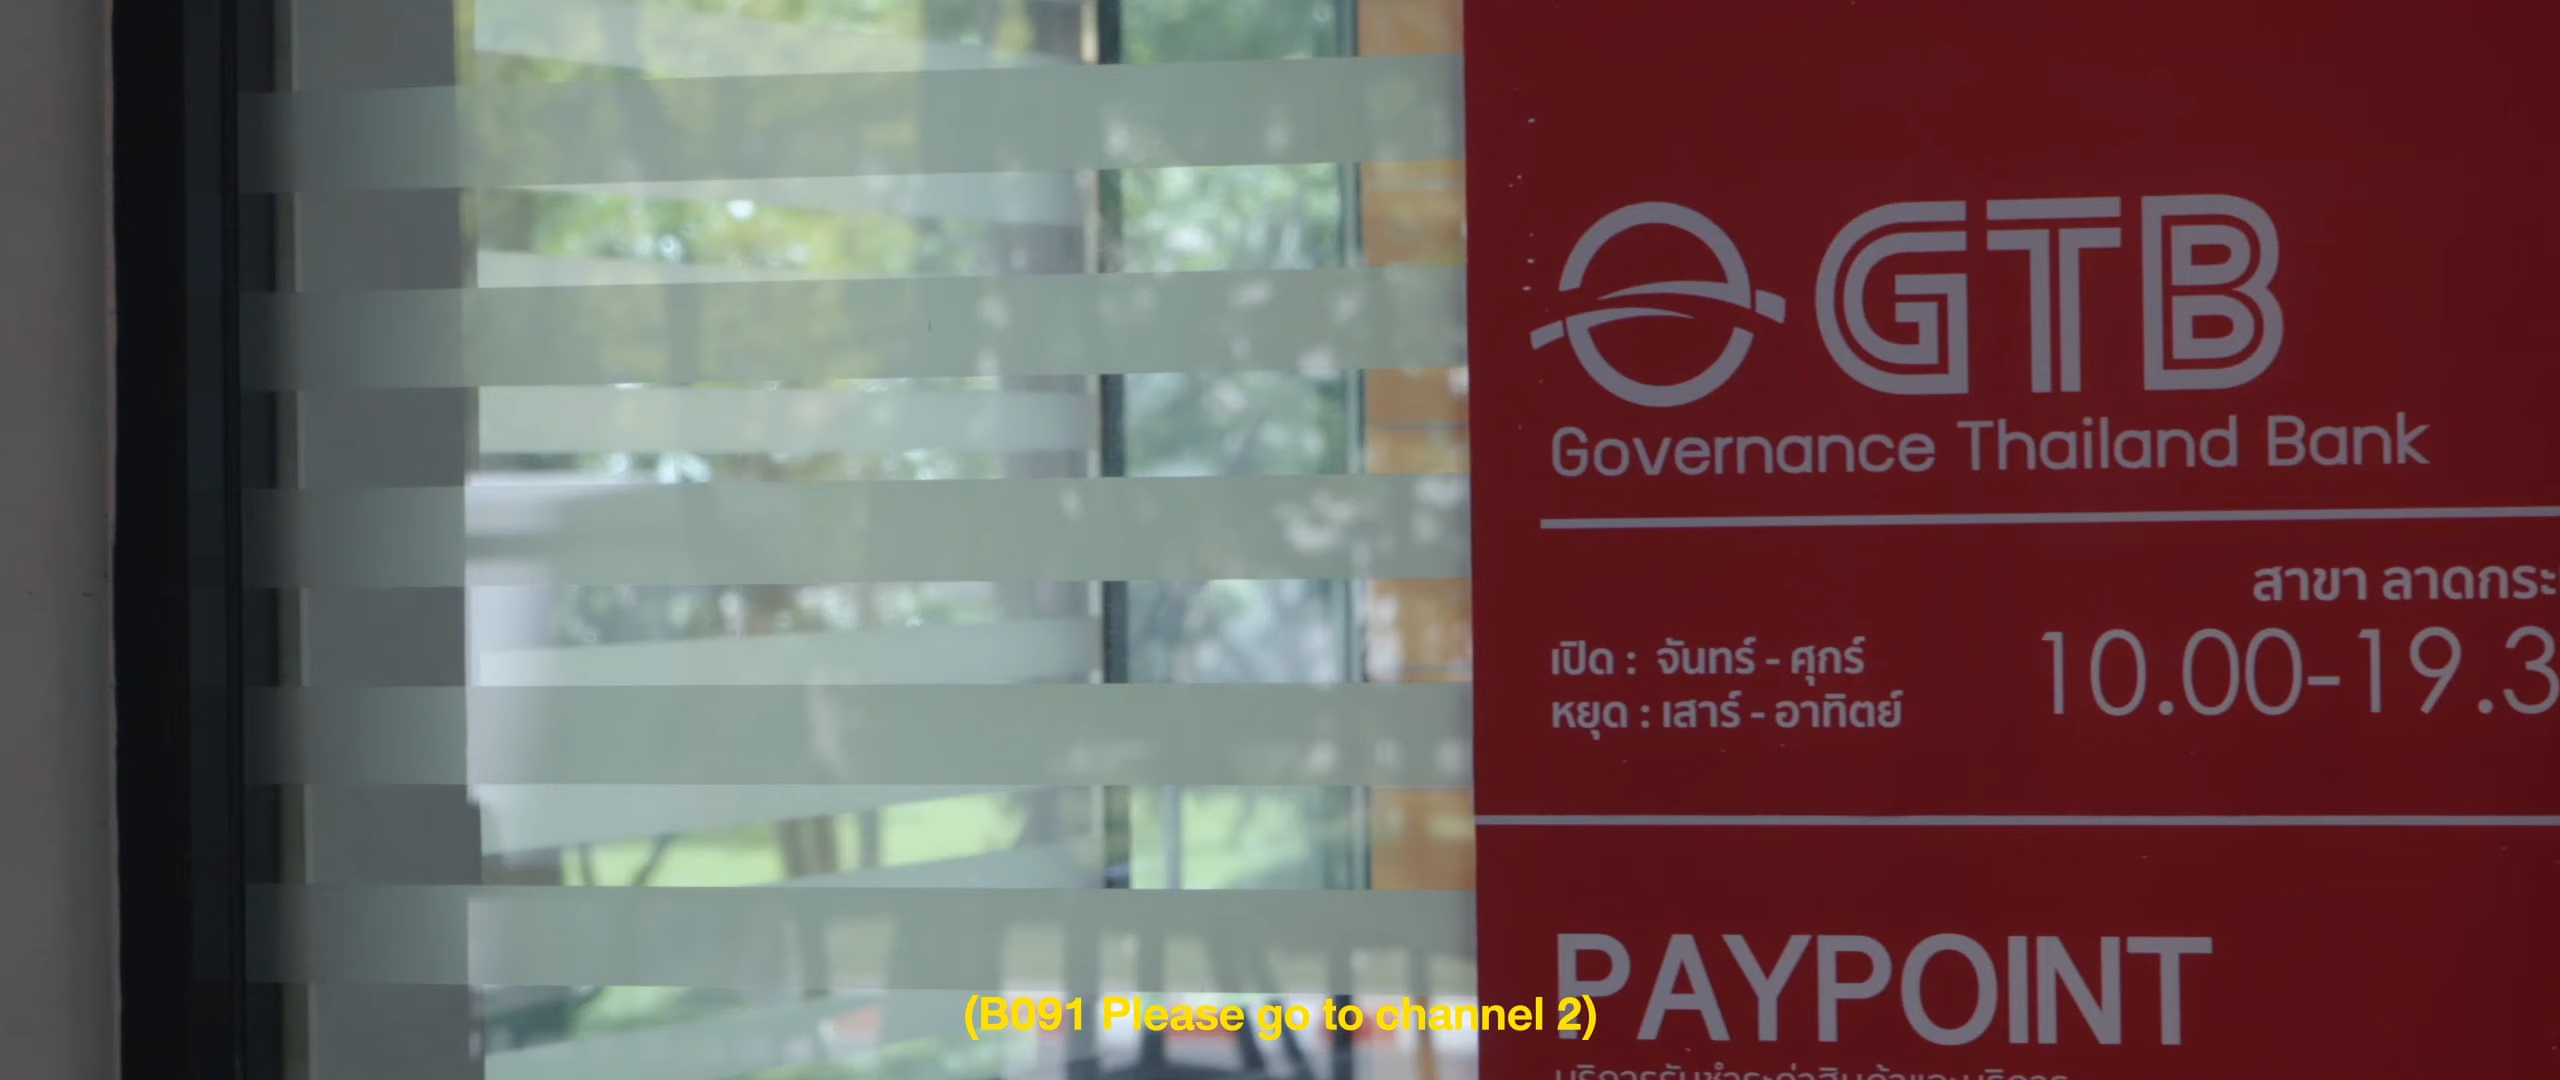 GTB
Governance Thailand Bank
สาขา ลาดกระ
เปิด : จันทร์ - ศุกร์
10.00-19.3
หยุด : เสาร์ - อาทิตย์
PAYPOINT
(B091 Please go to channel 2)